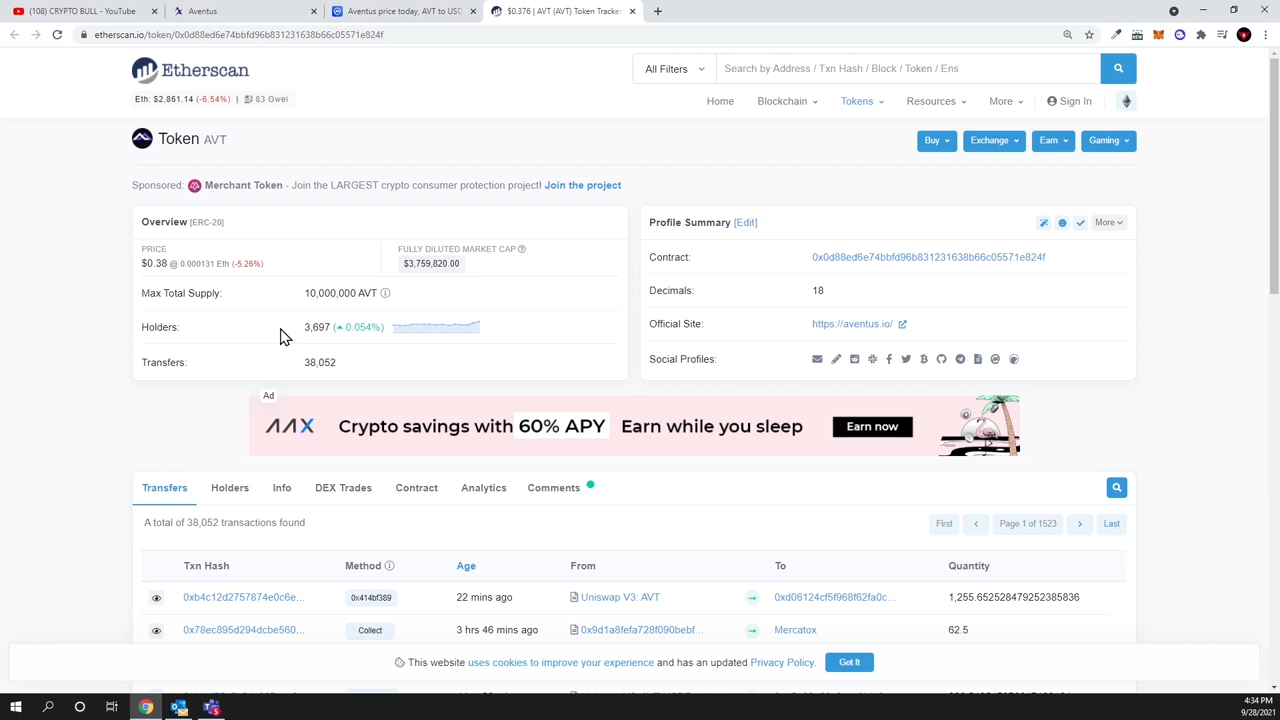 (108) CRYPTO BULL - YouTube
Aventus
Aventus price today, AVT to USD
$0.376 | AVT (AVT) Token Tracker
etherscan.io/token/0x0d88ed6e74bbfd96b831231638b66c05571e824f
Etherscan
All Filters
Search by Address / Txn Hash / Block / Token / Ens
Eth: $2,861.14 (-6.54%) | 83 Gwei
Home Blockchain Tokens Resources More Sign In
Token AVT
Buy Exchange Earn Gaming
Sponsored: Merchant Token - Join the LARGEST crypto consumer protection project! Join the project
Overview [ERC-20]
PRICE
$0.38 @ 0.000131 Eth (-5.26%)
FULLY DILUTED MARKET CAP
$3,759,820.00
Max Total Supply: 10,000,000 AVT
Holders: 3,697 (0.054%)
Transfers: 38,052
Profile Summary [Edit]
More
Contract: 0x0d88ed6e74bbfd96b831231638b66c05571e824f
Decimals: 18
Official Site: https://aventus.io/
Social Profiles:
Ad
AAX Crypto savings with 60% APY Earn while you sleep Earn now
Transfers Holders Info DEX Trades Contract Analytics Comments
A total of 38,052 transactions found
First Page 1 of 1523 Last
Txn Hash Method Age From To Quantity
0xb4c12d2757874e0c6e... 0x414bf389 22 mins ago Uniswap V3: AVT 0xd06124cf5f968f62fa0c... 1,255.652528479252385836
0x78ec895d294dcbe560... Collect 3 hrs 46 mins ago 0x9d1a8fefa728f090bebf... Mercatox 62.5
This website uses cookies to improve your experience and has an updated Privacy Policy. Got It
4:34 PM
9/28/2021